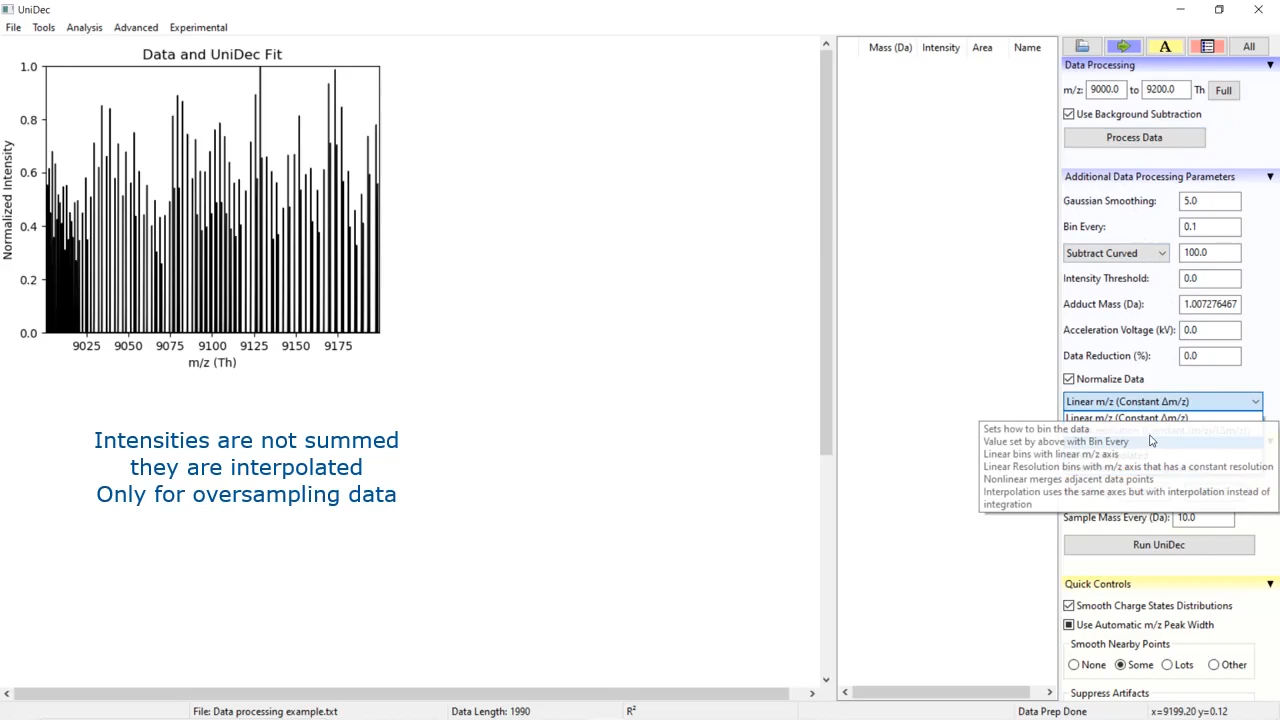 UniDec
File Tools Analysis Advanced Experimental
Data and UniDec Fit
1.0
0.8
0.6
0.4
0.2
0.0
Normalized Intensity
9025 9050 9075 9100 9125 9150 9175
m/z (Th)
Intensities are not summed
they are interpolated
Only for oversampling data
Mass (Da) Intensity Area Name
A All
Data Processing
m/z: 9000.0 to 9200.0 Th Full
Use Background Subtraction
Process Data
Additional Data Processing Parameters
Gaussian Smoothing: 5.0
Bin Every: 0.1
Subtract Curved 100.0
Intensity Threshold: 0.0
Adduct Mass (Da): 1.007276467
Acceleration Voltage (kV): 0.0
Data Reduction (%): 0.0
Normalize Data
Linear m/z (Constant Δm/z)
Linear m/z (Constant Δm/z)
Sets how to bin the data
Value set by above with Bin Every
Linear bins with linear m/z axis
Linear Resolution bins with m/z axis that has a constant resolution
Nonlinear merges adjacent data points
Interpolation uses the same axes but with interpolation instead of
integration
Sample Mass Every (Da): 10.0
Run UniDec
Quick Controls
Smooth Charge States Distributions
Use Automatic m/z Peak Width
Smooth Nearby Points
None Some Lots Other
Suppress Artifacts
File: Data processing example.txt Data Length: 1990 R² Data Prep Done x=9199.20 y=0.12